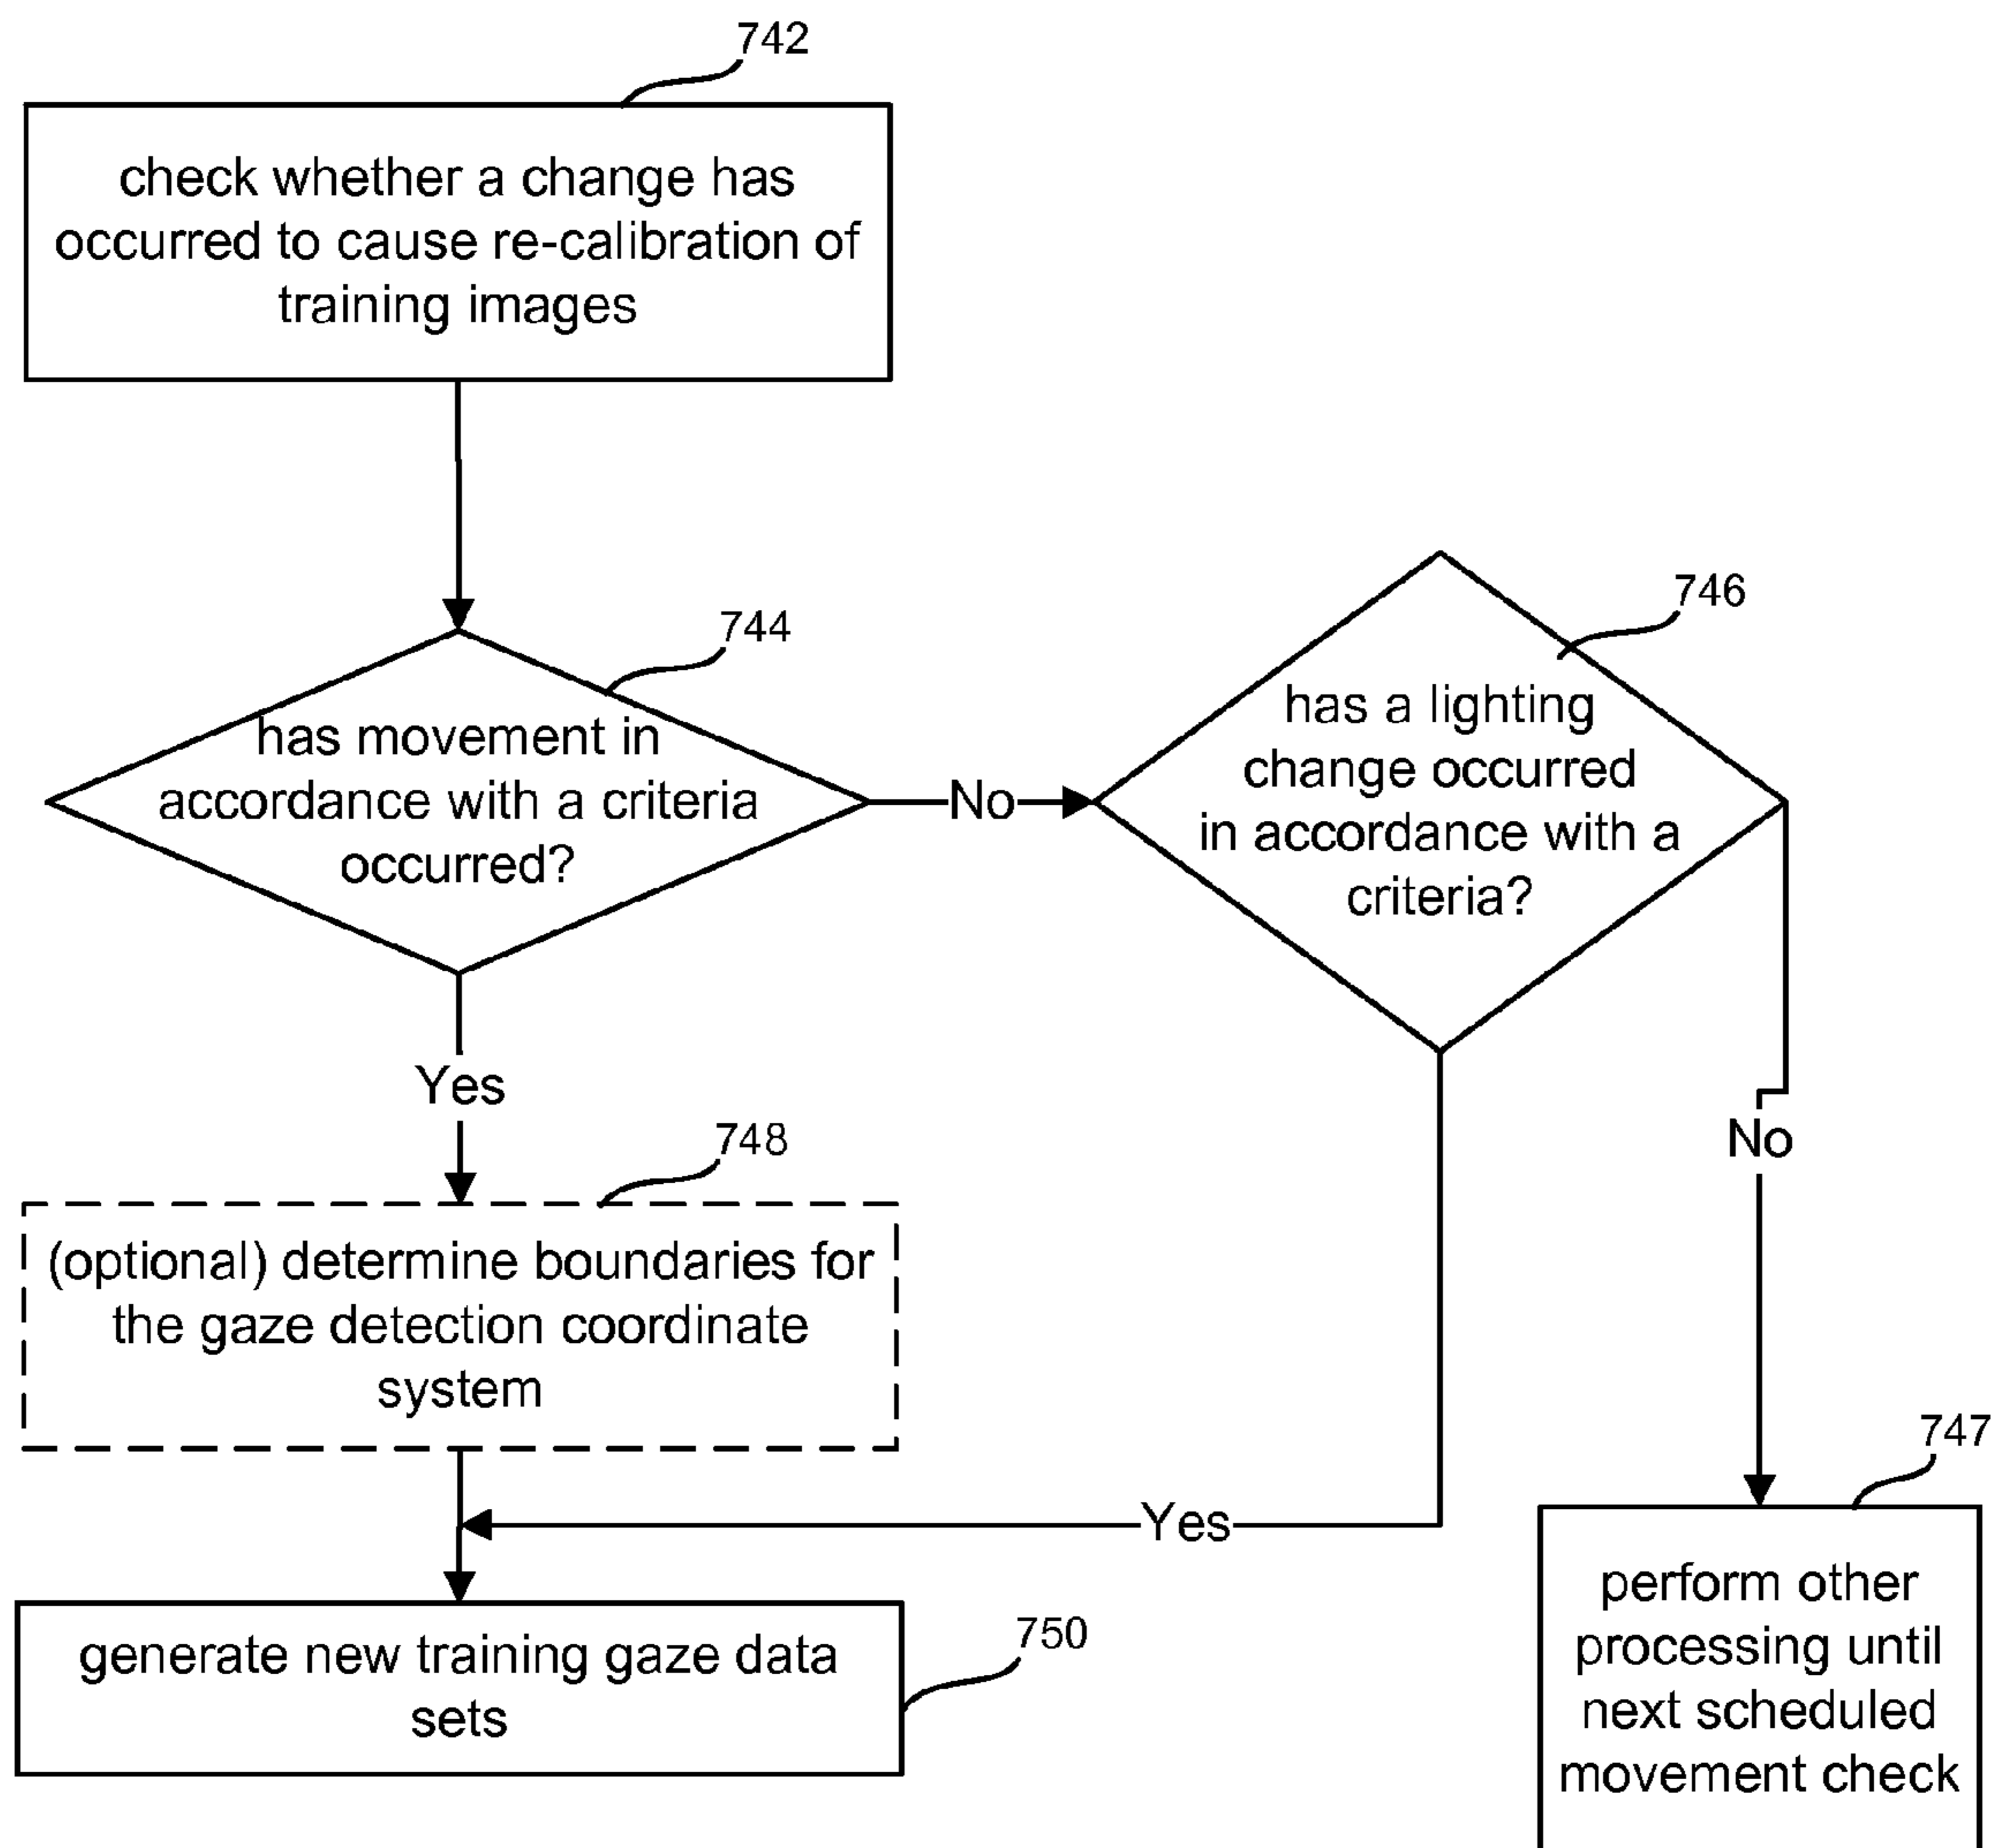 742
check whether a change has
occurred to cause re-calibration of
training images
744
has movement in
accordance with a criteria
occurred?
No
746
has a lighting
change occurred
in accordance with a
criteria?
Yes
No
748
(optional) determine boundaries for
the gaze detection coordinate
system
Yes
747
perform other
processing until
next scheduled
movement check
750
generate new training gaze data
sets